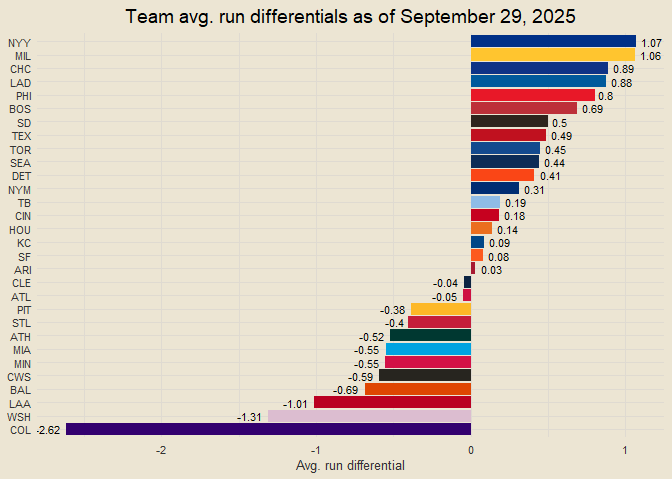 Team avg. run differentials as of September 29, 2025
NYY 1.07
MIL 1.06
CHC 0.89
LAD 0.88
PHI 0.8
BOS 0.69
SD 0.5
TEX 0.49
TOR 0.45
SEA 0.44
DET 0.41
NYM 0.31
TB 0.19
CIN 0.18
HOU 0.14
KC 0.09
SF 0.08
ARI 0.03
CLE -0.04
ATL -0.05
PIT -0.38
STL -0.4
ATH -0.52
MIA -0.55
MIN -0.55
CWS -0.59
BAL -0.69
LAA -1.01
WSH -1.31
COL -2.62
-2 -1 0 1
Avg. run differential